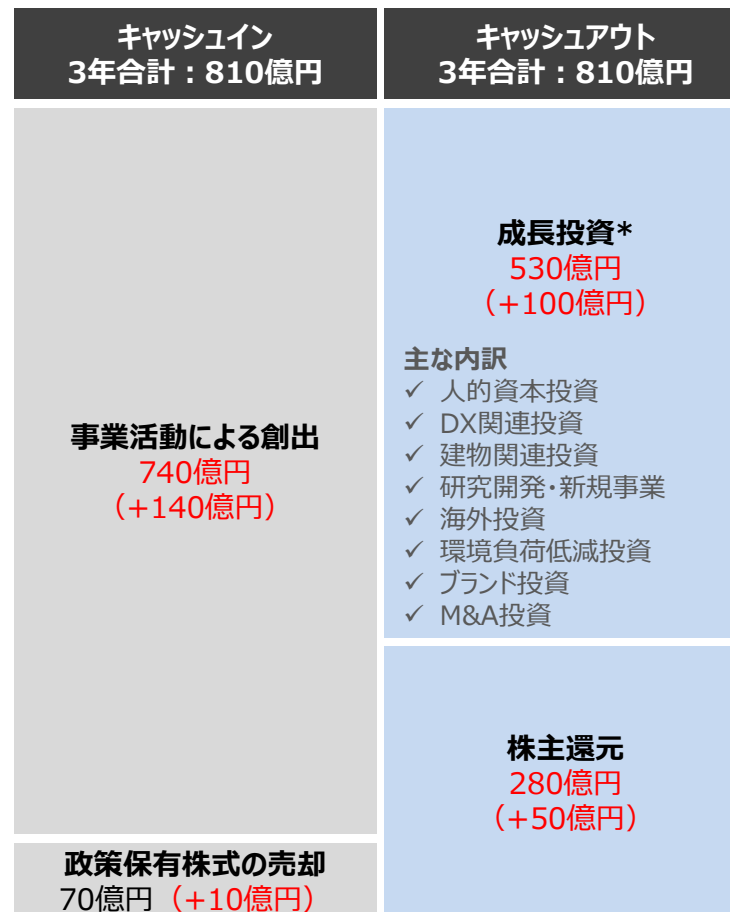 キャッシュイン
3年合計：810億円
事業活動による創出
740億円
（+140億円）
政策保有株式の売却
70億円（+10億円）
キャッシュアウト
3年合計：810億円
成長投資*
530億円
（+100億円）
主な内訳
✓ 人的資本投資
✓ DX関連投資
✓ 建物関連投資
✓ 研究開発・新規事業
✓ 海外投資
✓ 環境負荷低減投資
✓ ブランド投資
✓ M&A投資
株主還元
280億円
（+50億円）